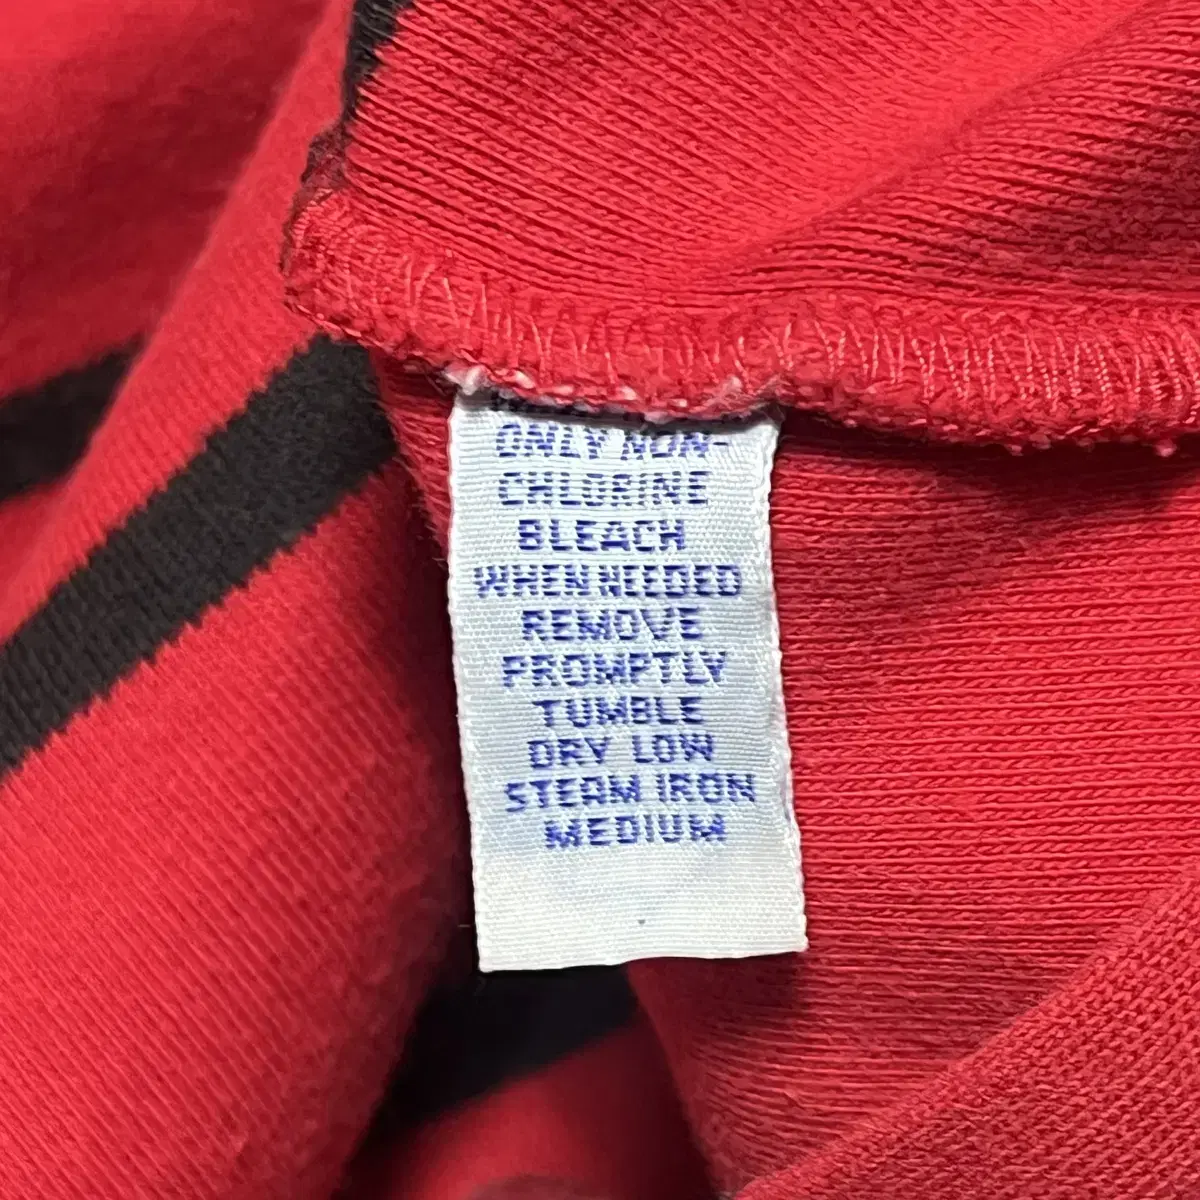 ONLY NON-
CHLORINE
BLEACH
WHEN NEEDED
REMOVE
PROMPTLY
TUMBLE
DRY LOW
STEAM IRON
MEDIUM